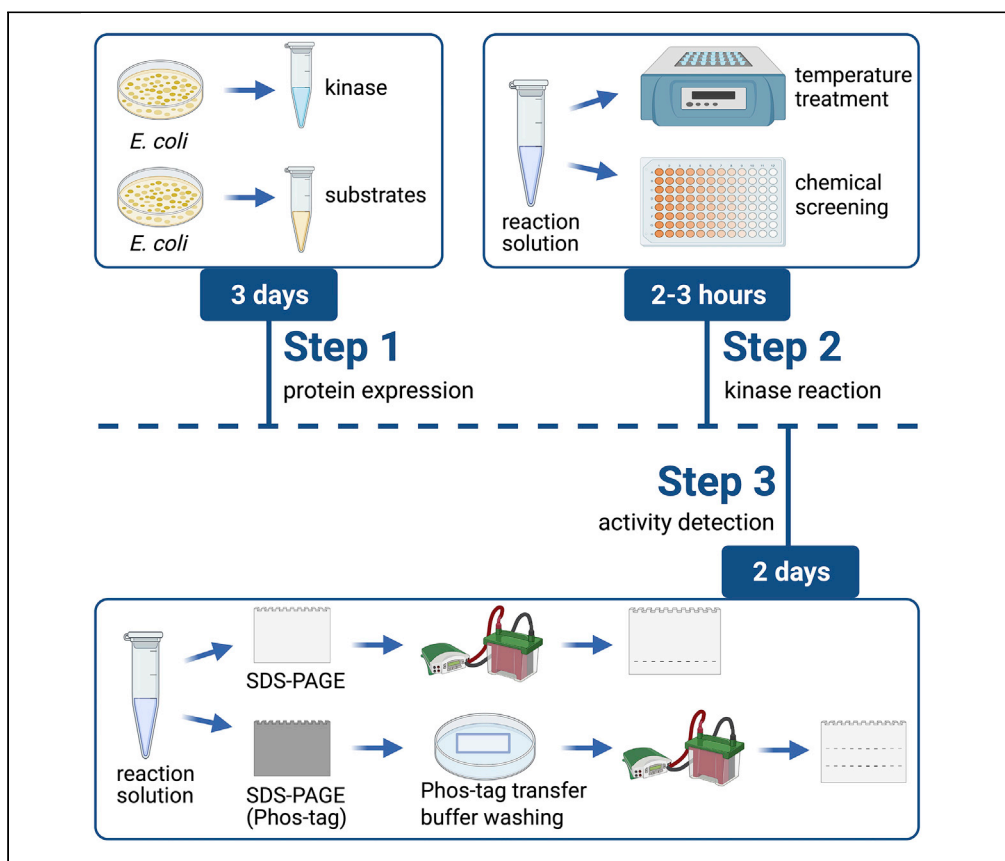 kinase
E. coli
substrates
E. coli
3 days
Step 1
protein expression
temperature
treatment
chemical
screening
reaction
solution
2-3 hours
Step 2
kinase reaction
Step 3
activity detection
2 days
SDS-PAGE
reaction
solution
SDS-PAGE
(Phos-tag)
Phos-tag transfer
buffer washing